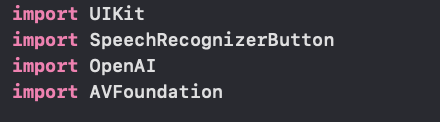 import UIKit
import SpeechRecognizerButton
import OpenAI
import AVFoundation